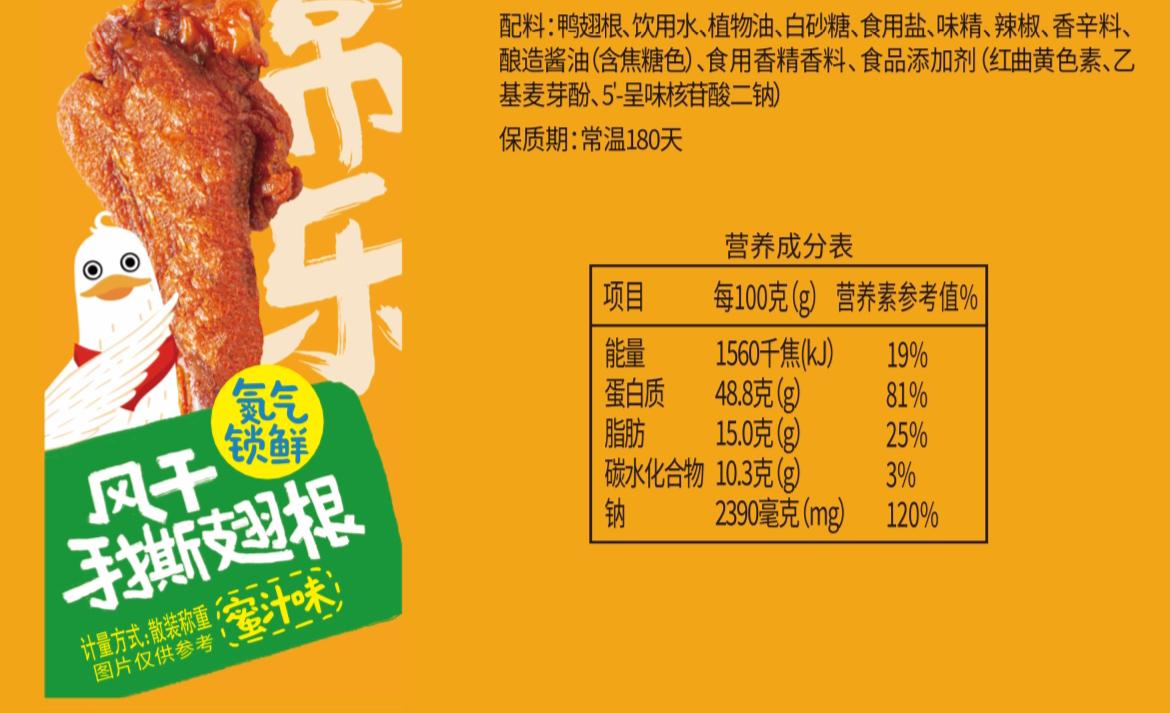 配料:鸭翅根、饮用水、植物油、白砂糖、食用盐、味精、辣椒、香辛料、
酿造酱油(含焦糖色)、食用香精香料、食品添加剂(红曲黄色素、乙
基麦芽酚、5'-呈味核苷酸二钠)
保质期:常温180天
营养成分表
项目 每100克(g) 营养素参考值%
能量 1560千焦(kJ) 19%
蛋白质 48.8克(g) 81%
脂肪 15.0克(g) 25%
碳水化合物 10.3克(g) 3%
钠 2390毫克(mg) 120%
乐
氮气
锁鲜
风干
手撕翅根
蜜汁味
计量方式:散装称重
图片仅供参考